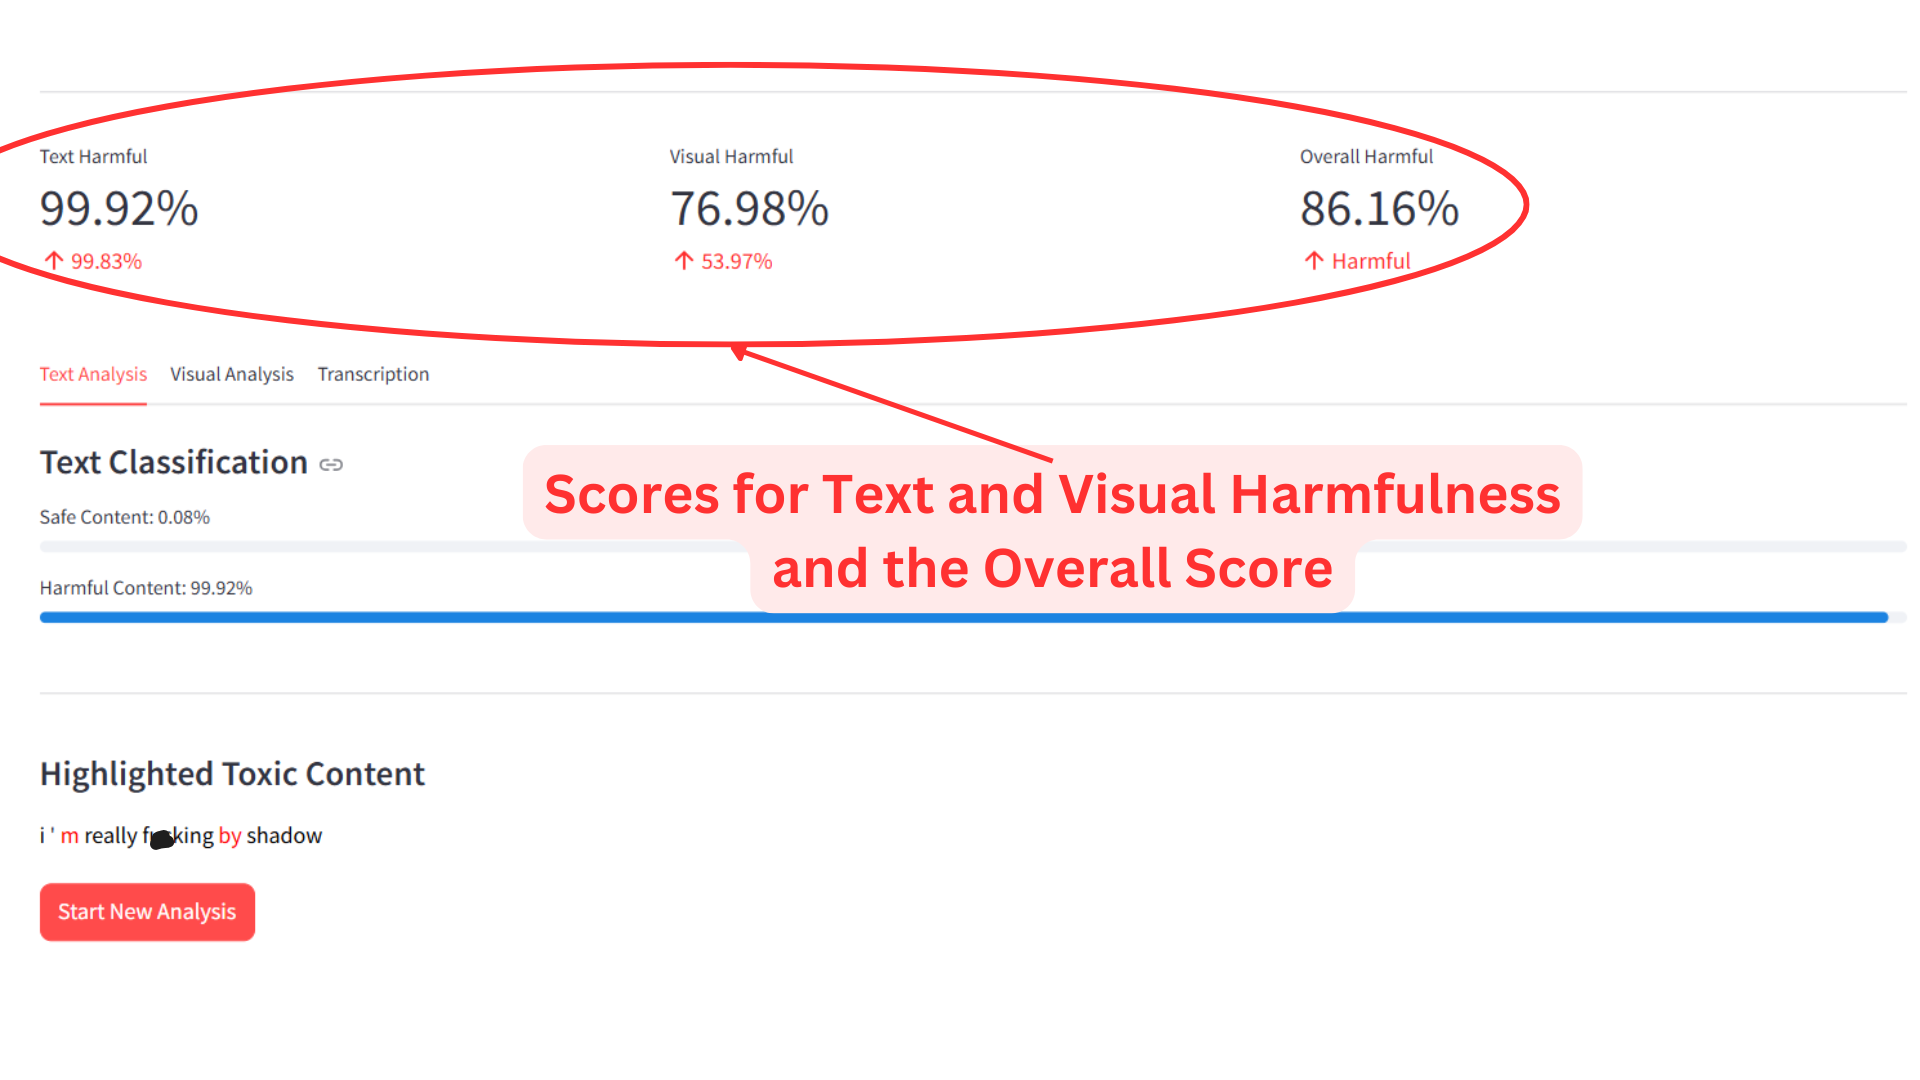 Text Harmful
99.92%
↑ 99.83%
Visual Harmful
76.98%
↑ 53.97%
Overall Harmful
86.16%
↑ Harmful
Text Analysis Visual Analysis Transcription
Text Classification
Scores for Text and Visual Harmfulness
and the Overall Score
Safe Content: 0.08%
Harmful Content: 99.92%
Highlighted Toxic Content
i ' m really by shadow
Start New Analysis